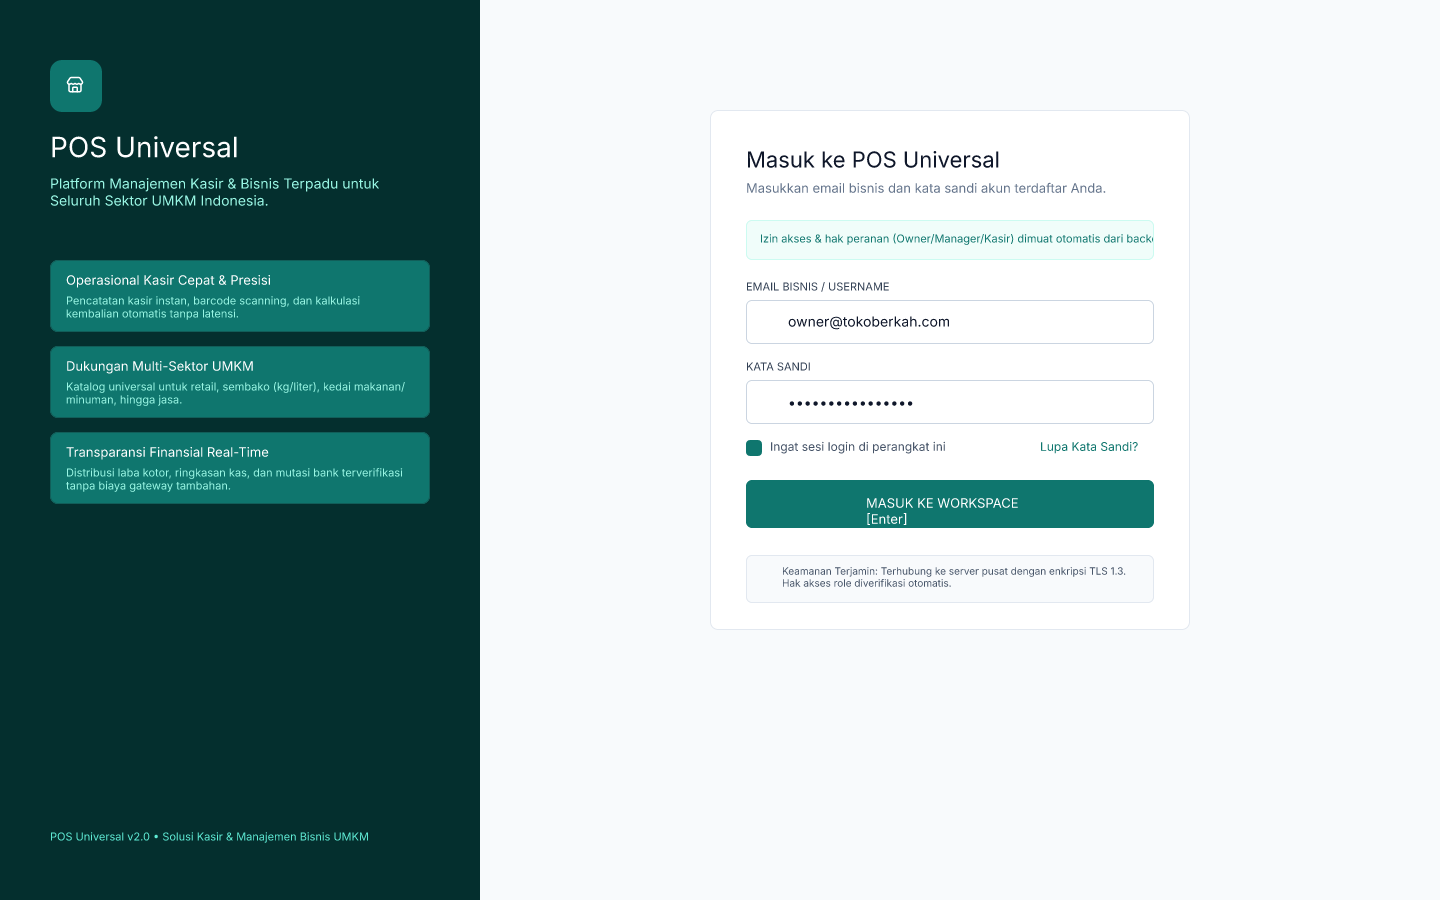 POS Universal
Platform Manajemen Kasir & Bisnis Terpadu untuk
Seluruh Sektor UMKM Indonesia.
Operasional Kasir Cepat & Presisi
Pencatatan kasir instan, barcode scanning, dan kalkulasi
kembalian otomatis tanpa latensi.
Dukungan Multi-Sektor UMKM
Katalog universal untuk retail, sembako (kg/liter), kedai makanan/
minuman, hingga jasa.
Transparansi Finansial Real-Time
Distribusi laba kotor, ringkasan kas, dan mutasi bank terverifikasi
tanpa biaya gateway tambahan.
POS Universal v2.0 • Solusi Kasir & Manajemen Bisnis UMKM
Masuk ke POS Universal
Masukkan email bisnis dan kata sandi akun terdaftar Anda.
Izin akses & hak peranan (Owner/Manager/Kasir) dimuat otomatis dari
EMAIL BISNIS / USERNAME
owner@tokoberkah.com
KATA SANDI
••••••••••••••••
Ingat sesi login di perangkat ini
Lupa Kata Sandi?
MASUK KE WORKSPACE
[Enter]
Keamanan Terjamin: Terhubung ke server pusat dengan enkripsi TLS 1.3.
Hak akses role diverifikasi otomatis.